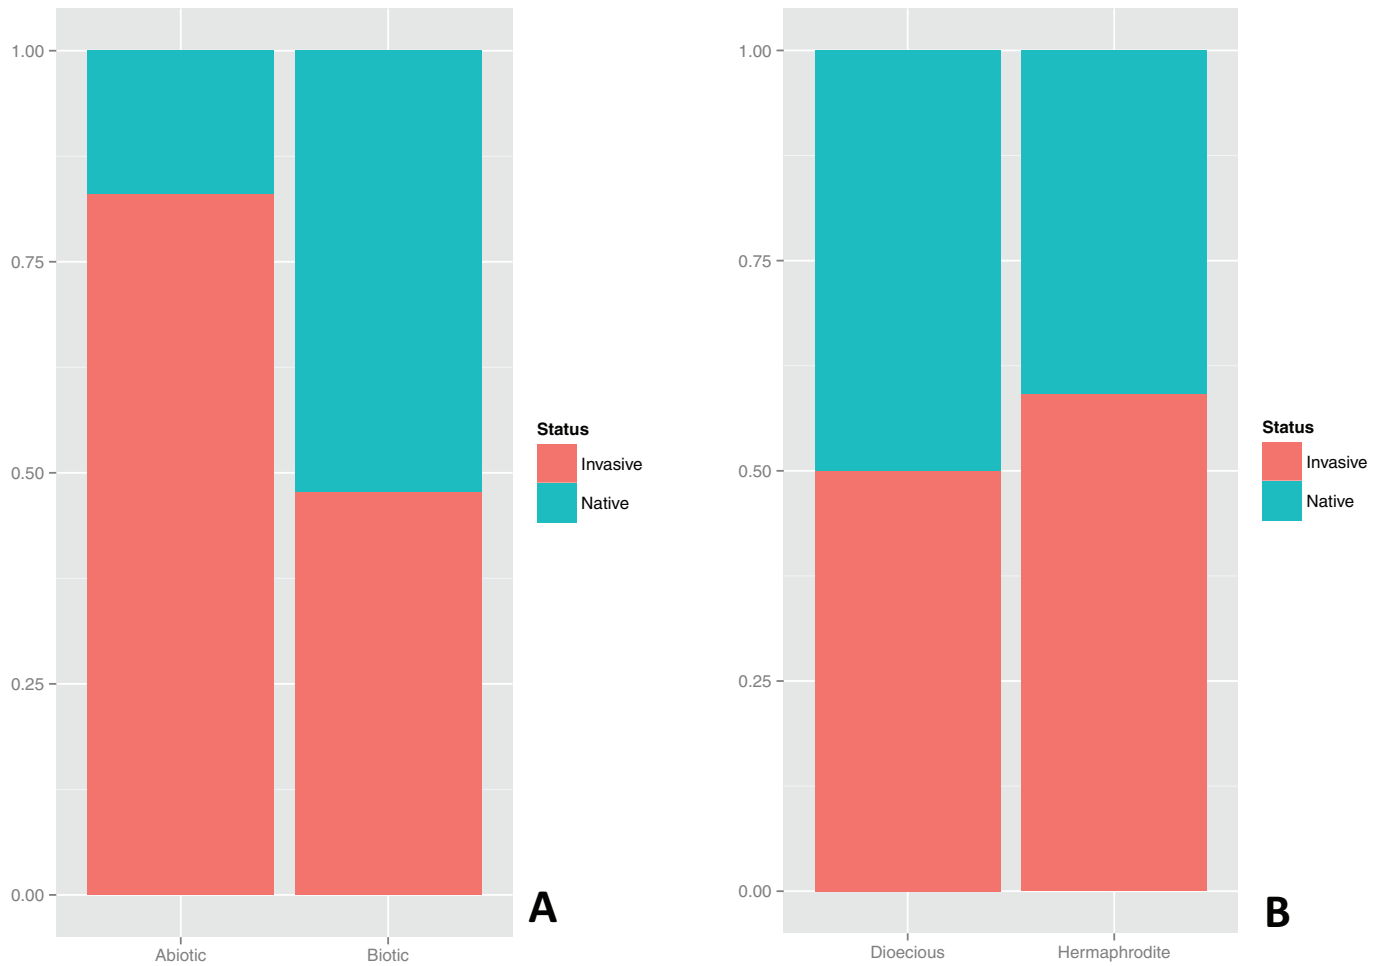 1.00
0.75
0.50
0.25
0.00
Abiotic Biotic
Status
Invasive
Native
A
1.00
0.75
0.50
0.25
0.00
Dioecious Hermaphrodite
Status
Invasive
Native
B